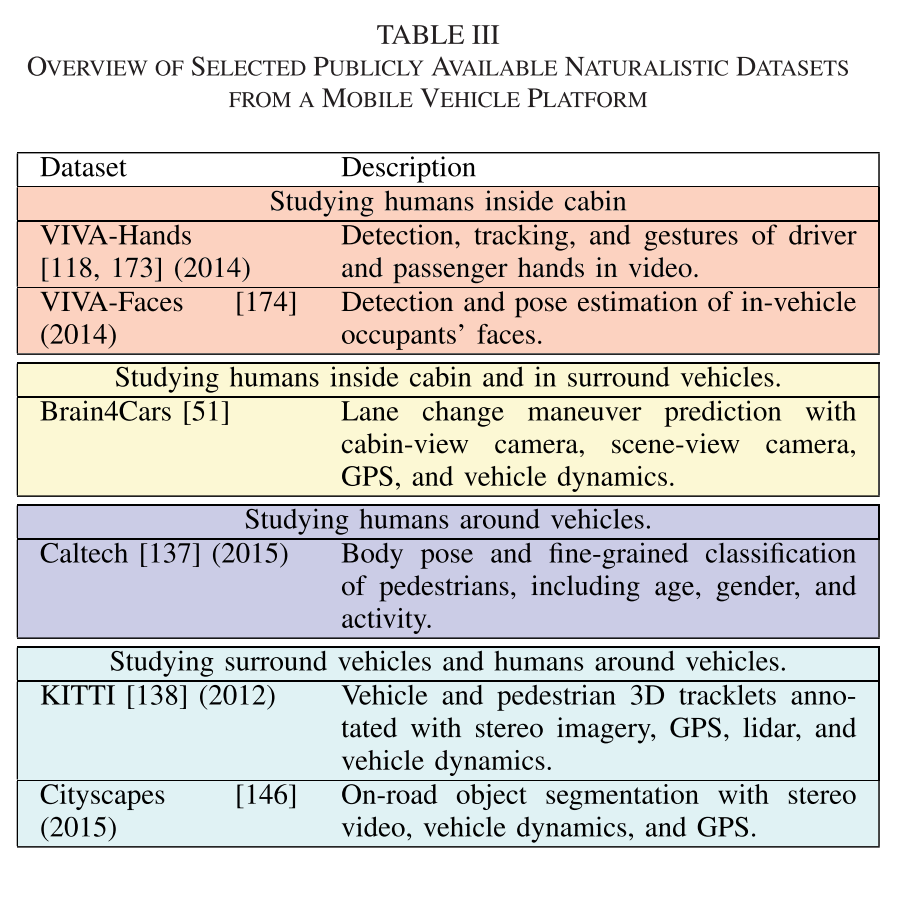 TABLE III
OVERVIEW OF SELECTED PUBLICLY AVAILABLE NATURALISTIC DATASETS
FROM A MOBILE VEHICLE PLATFORM
Dataset Description
Studying humans inside cabin
VIVA-Hands Detection, tracking, and gestures of driver
[118, 173] (2014) and passenger hands in video.
VIVA-Faces [174] Detection and pose estimation of in-vehicle
(2014) occupants' faces.
Studying humans inside cabin and in surround vehicles.
Brain4Cars [51] Lane change maneuver prediction with
cabin-view camera, scene-view camera,
GPS, and vehicle dynamics.
Studying humans around vehicles.
Caltech [137] (2015) Body pose and fine-grained classification
of pedestrians, including age, gender, and
activity.
Studying surround vehicles and humans around vehicles.
KITTI [138] (2012) Vehicle and pedestrian 3D tracklets anno-
tated with stereo imagery, GPS, lidar, and
vehicle dynamics.
Cityscapes [146] On-road object segmentation with stereo
(2015) video, vehicle dynamics, and GPS.